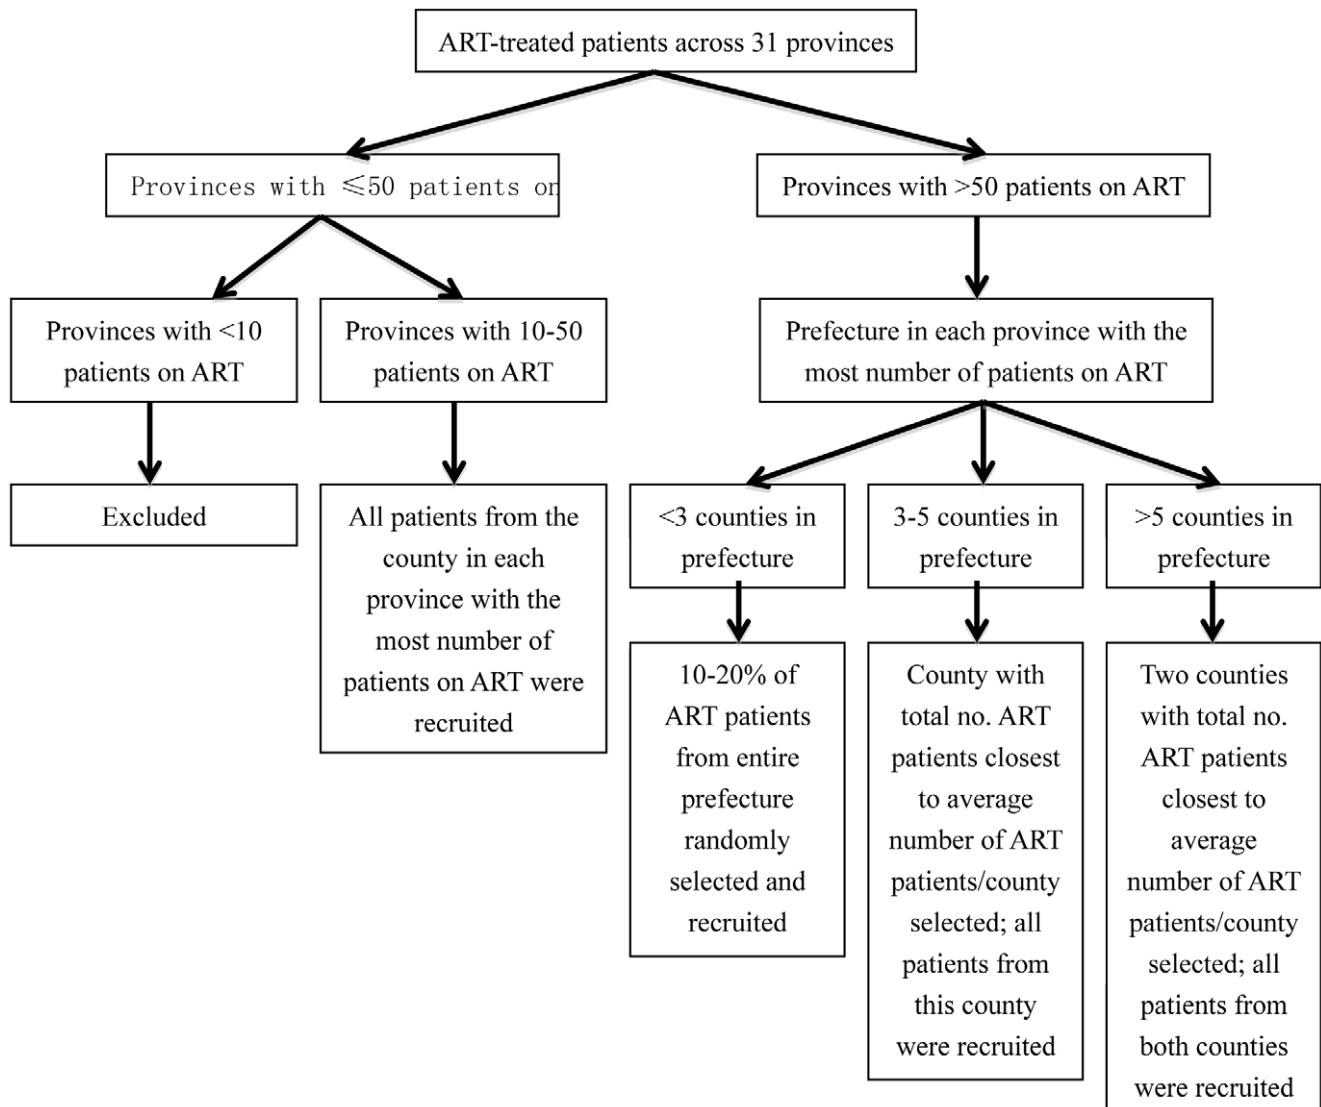 ART-treated patients across 31 provinces
Provinces with ≤50 patients on
Provinces with >50 patients on ART
Provinces with <10
patients on ART
Provinces with 10-50
patients on ART
Prefecture in each province with the
most number of patients on ART
Excluded
All patients from the
county in each
province with the
most number of
patients on ART were
recruited
<3 counties in
prefecture
3-5 counties in
prefecture
>5 counties in
prefecture
10-20% of
ART patients
from entire
prefecture
randomly
selected and
recruited
County with
total no. ART
patients closest
to average
number of ART
patients/county
selected; all
patients from
this county
were recruited
Two counties
with total no.
ART patients
closest to
average
number of ART
patients/county
selected; all
patients from
both counties
were recruited